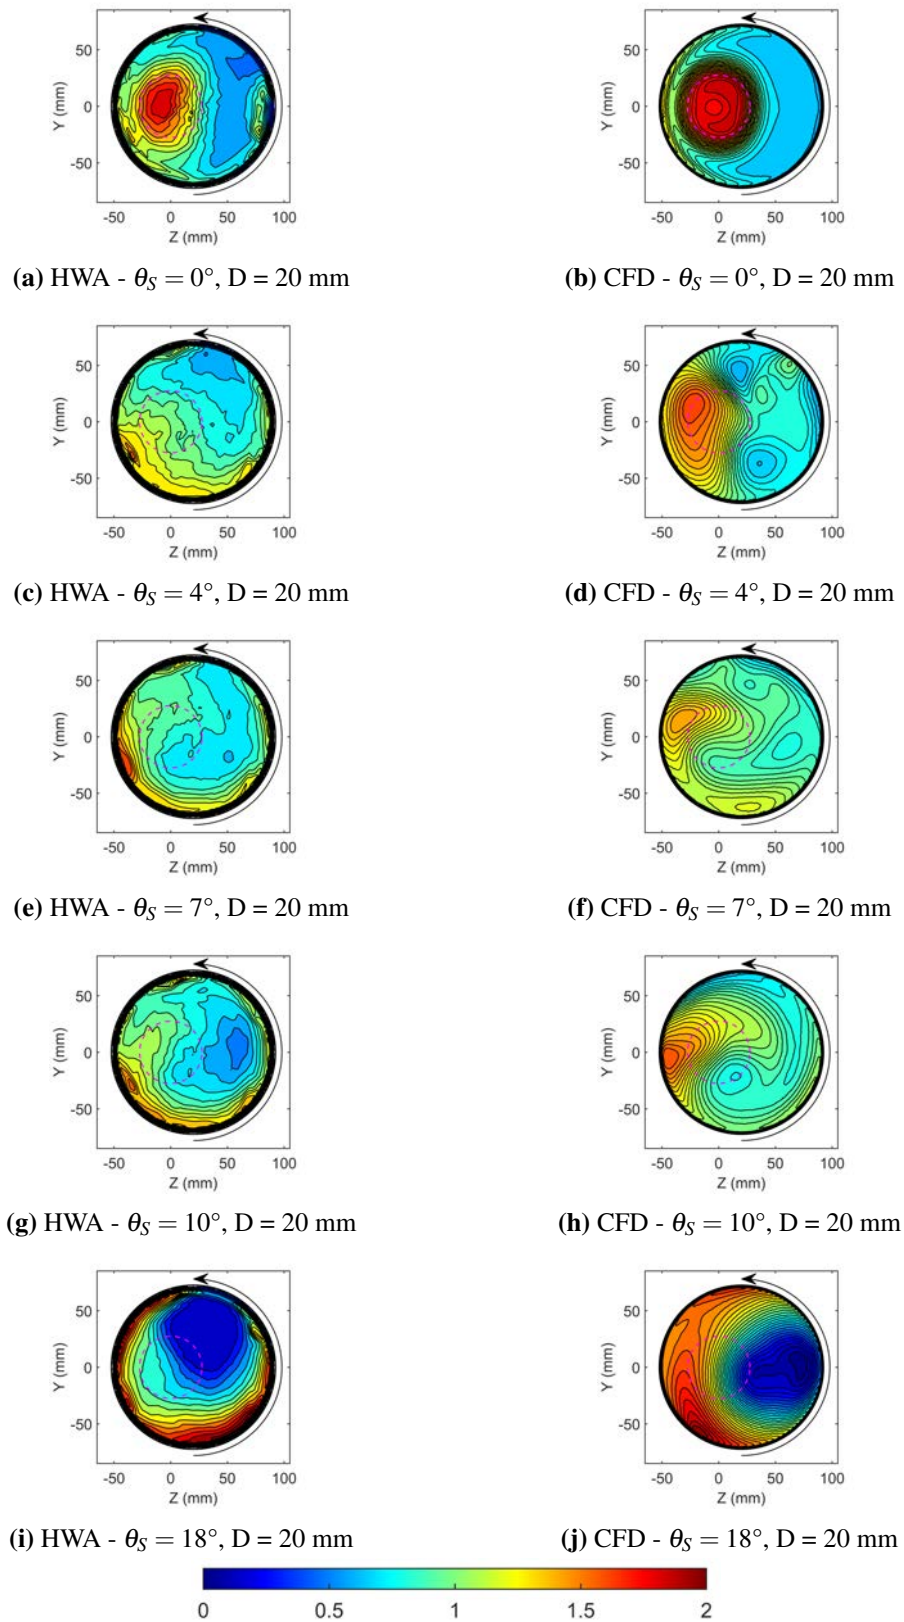 50
0
-50
Y (mm)
-50 0 50 100
Z (mm)
50
0
-50
Y (mm)
-50 0 50 100
Z (mm)
(a) HWA - θS = 0°, D = 20 mm
(b) CFD - θS = 0°, D = 20 mm
50
0
-50
Y (mm)
-50 0 50 100
Z (mm)
50
0
-50
Y (mm)
-50 0 50 100
Z (mm)
(c) HWA - θS = 4°, D = 20 mm
(d) CFD - θS = 4°, D = 20 mm
50
0
-50
Y (mm)
-50 0 50 100
Z (mm)
50
0
-50
Y (mm)
-50 0 50 100
Z (mm)
(e) HWA - θS = 7°, D = 20 mm
(f) CFD - θS = 7°, D = 20 mm
50
0
-50
Y (mm)
-50 0 50 100
Z (mm)
50
0
-50
Y (mm)
-50 0 50 100
Z (mm)
(g) HWA - θS = 10°, D = 20 mm
(h) CFD - θS = 10°, D = 20 mm
50
0
-50
Y (mm)
-50 0 50 100
Z (mm)
50
0
-50
Y (mm)
-50 0 50 100
Z (mm)
(i) HWA - θS = 18°, D = 20 mm
(j) CFD - θS = 18°, D = 20 mm
0 0.5 1 1.5 2